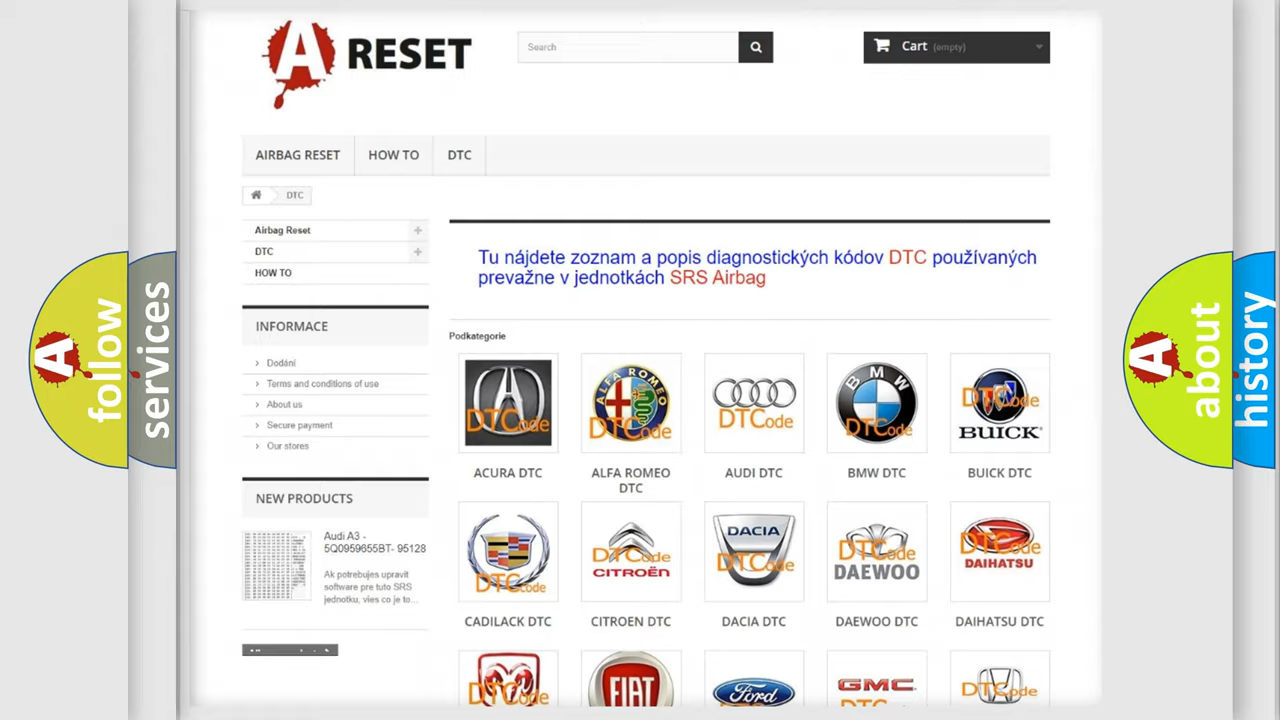 A RESET
Search
Cart (empty)
AIRBAG RESET
HOW TO
DTC
DTC
Airbag Reset
DTC
HOW TO
INFORMACE
Dodání
Terms and conditions of use
About us
Secure payment
Our stores
NEW PRODUCTS
Audi A3 -
5Q0959655BT- 95128
Ak potrebujes upravit
software pre tuto SRS
jednotku, vies co je to...
Tu nájdete zoznam a popis diagnostických kódov DTC používaných
prevažne v jednotkách SRS Airbag
Podkategorie
DTCode
ALFA ROMEO
DTCode
DTCode
BMW
DTCode
DTCode
BUICK
ACURA DTC
ALFA ROMEO
DTC
AUDI DTC
BMW DTC
BUICK DTC
DTCode
DTCode
CITROËN
DACIA
DTCode
DTCode
DAEWOO
DTCode
DAIHATSU
CADILACK DTC
CITROEN DTC
DACIA DTC
DAEWOO DTC
DAIHATSU DTC
DTCode
FIAT
Ford
DTCode
GMC
DTCode
DTCode
A
follow
services
A
about
history